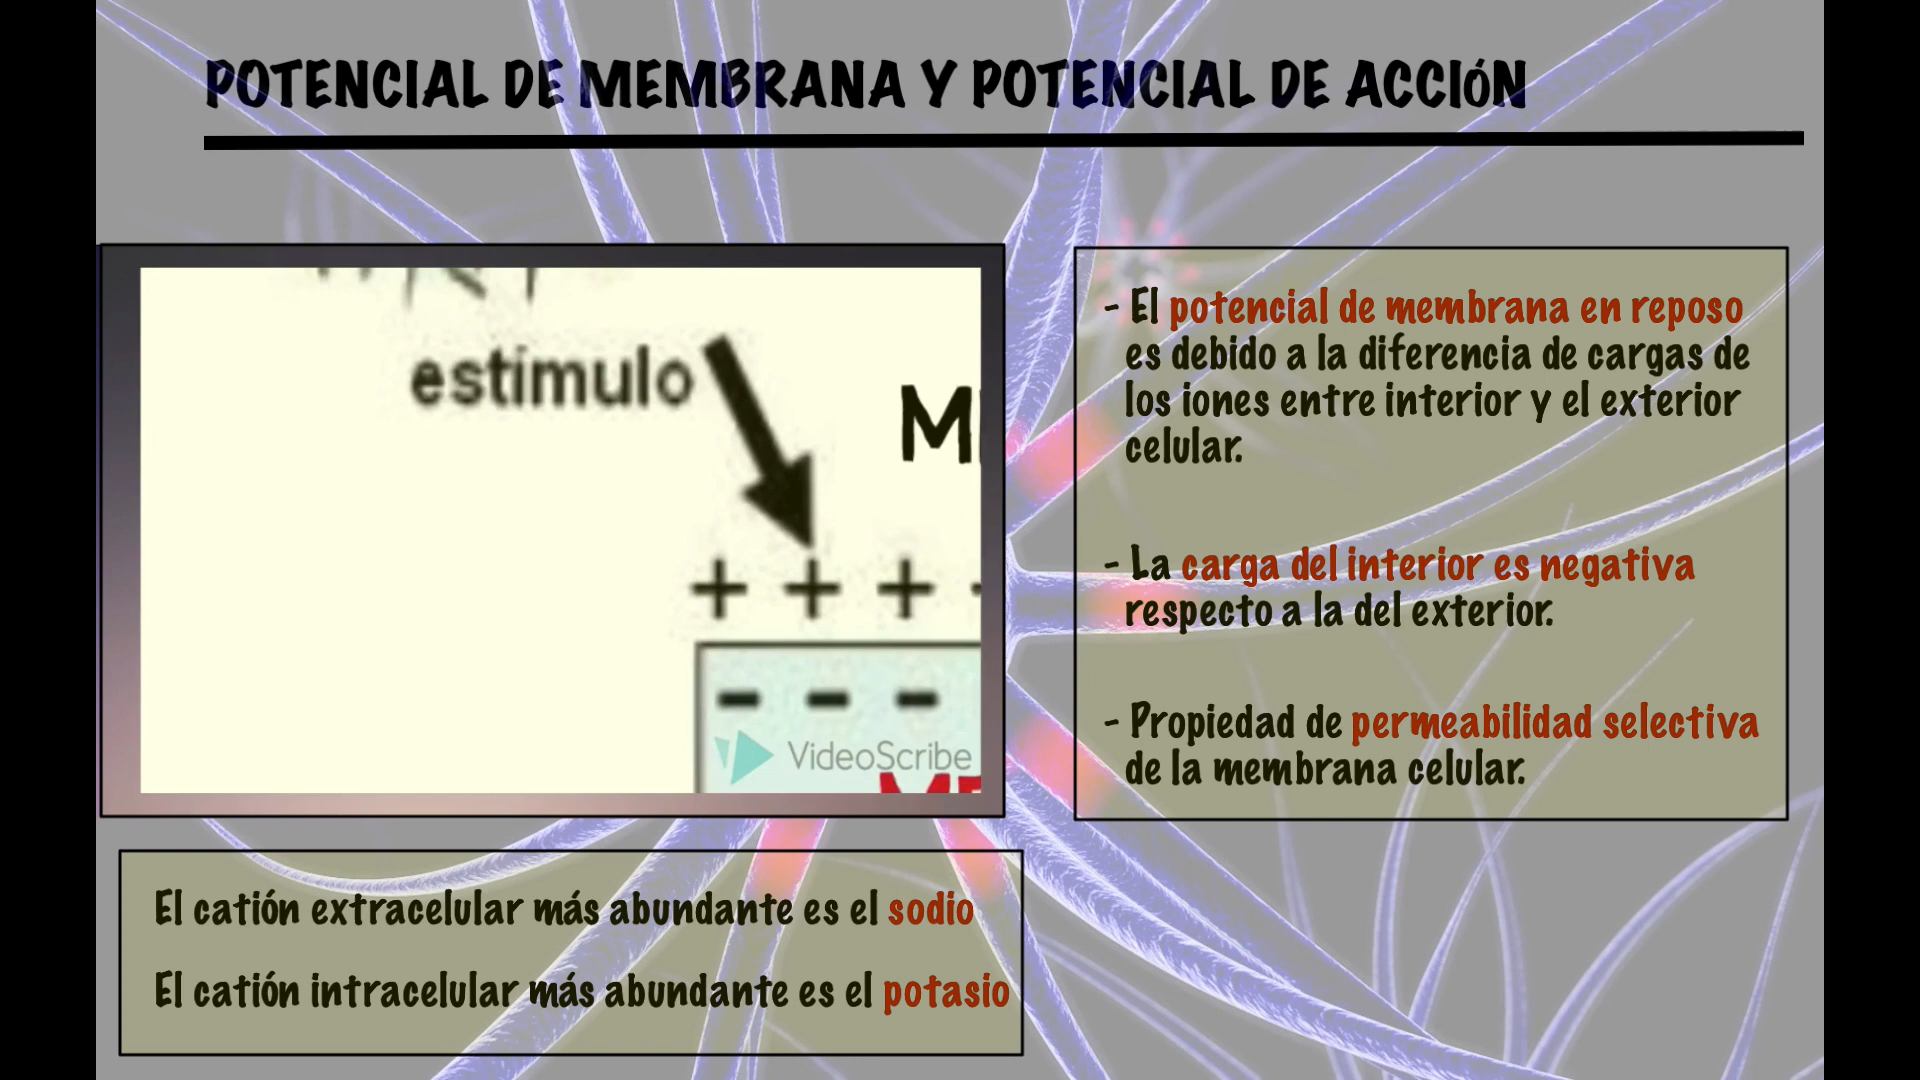 POTENCIAL DE MEMBRANA Y POTENCIAL DE ACCIóN
estímulo
+ + +
- - -
VideoScribe
- El potencial de membrana en reposo
es debido a la diferencia de cargas de
los iones entre interior y el exterior
celular.
- La carga del interior es negativa
respecto a la del exterior.
- Propiedad de permeabilidad selectiva
de la membrana celular.
El catión extracelular más abundante es el sodio
El catión intracelular más abundante es el potasio